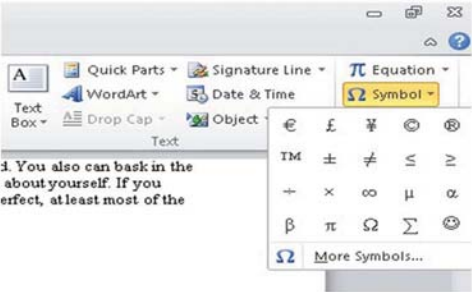 Quick Parts
Signature Line
π Equation
A
Text Box
WordArt
Date & Time
Ω Symbol
Drop Cap
Object
Text
€ £ ¥ © ®
TM ± ≠ ≤ ≥
÷ × ∞ µ α
β π Ω ∑ ☺
Ω More Symbols...
d. You also can bask in the
about yourself. If you
erfect, at least most of the